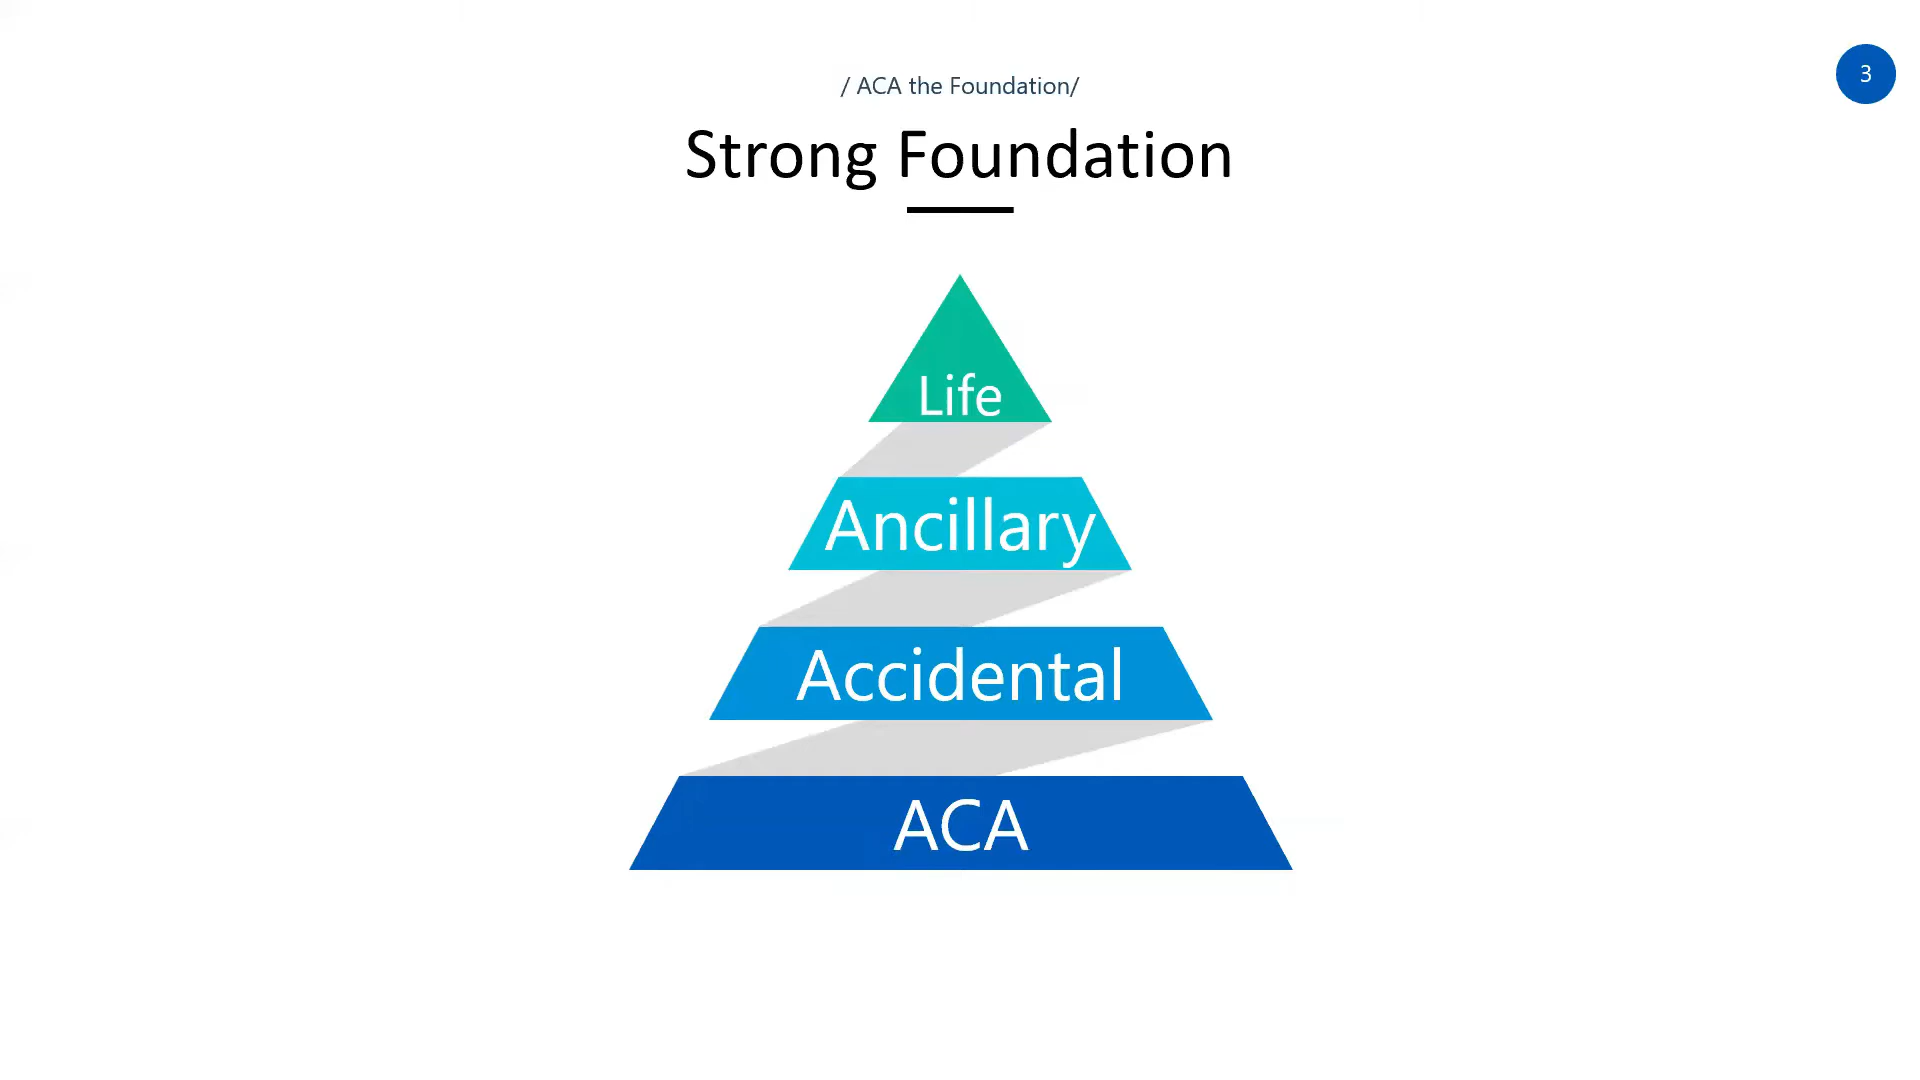 / ACA the Foundation/
3
Strong Foundation
Life
Ancillary
Accidental
ACA